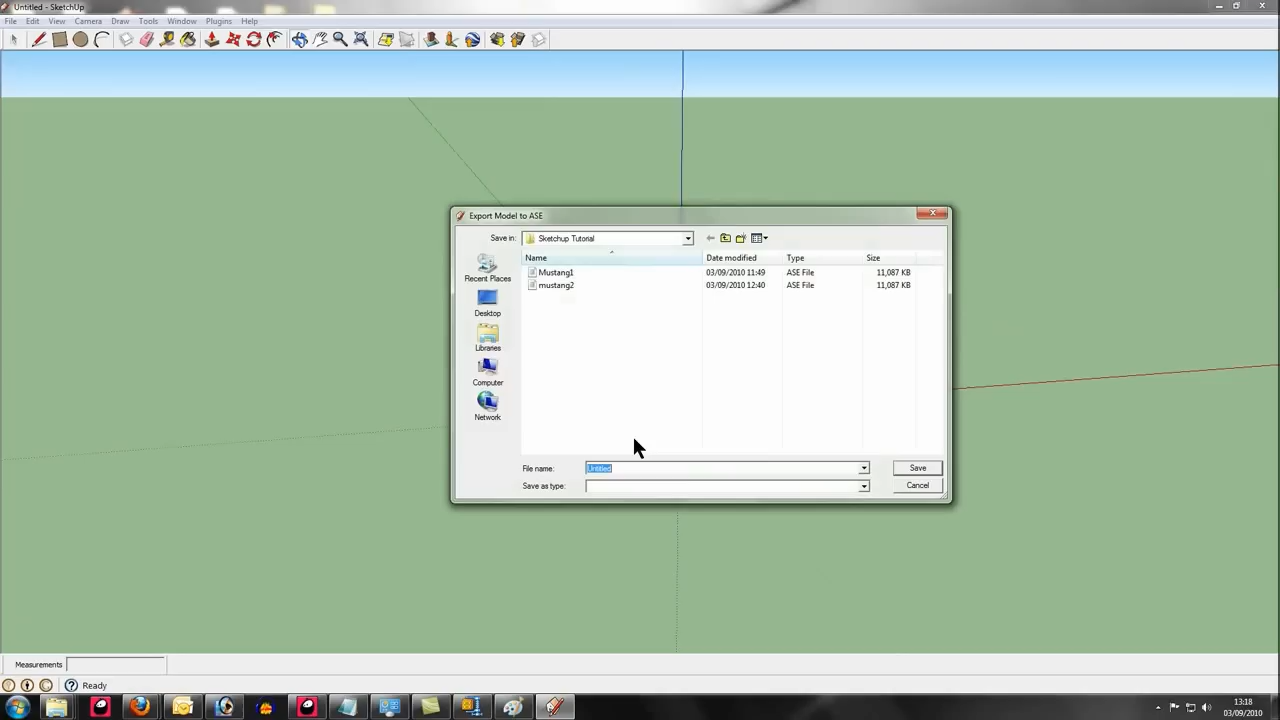 Untitled - SketchUp
File Edit View Camera Draw Tools Window Plugins Help
Export Model to ASE
Save in: Sketchup Tutorial
Name Date modified Type Size
Mustang1 03/09/2010 11:49 ASE File 11,087 KB
mustang2 03/09/2010 12:40 ASE File 11,087 KB
Recent Places
Desktop
Libraries
Computer
Network
File name: Untitled Save
Save as type: Cancel
Measurements
Ready
13:18
03/09/2010